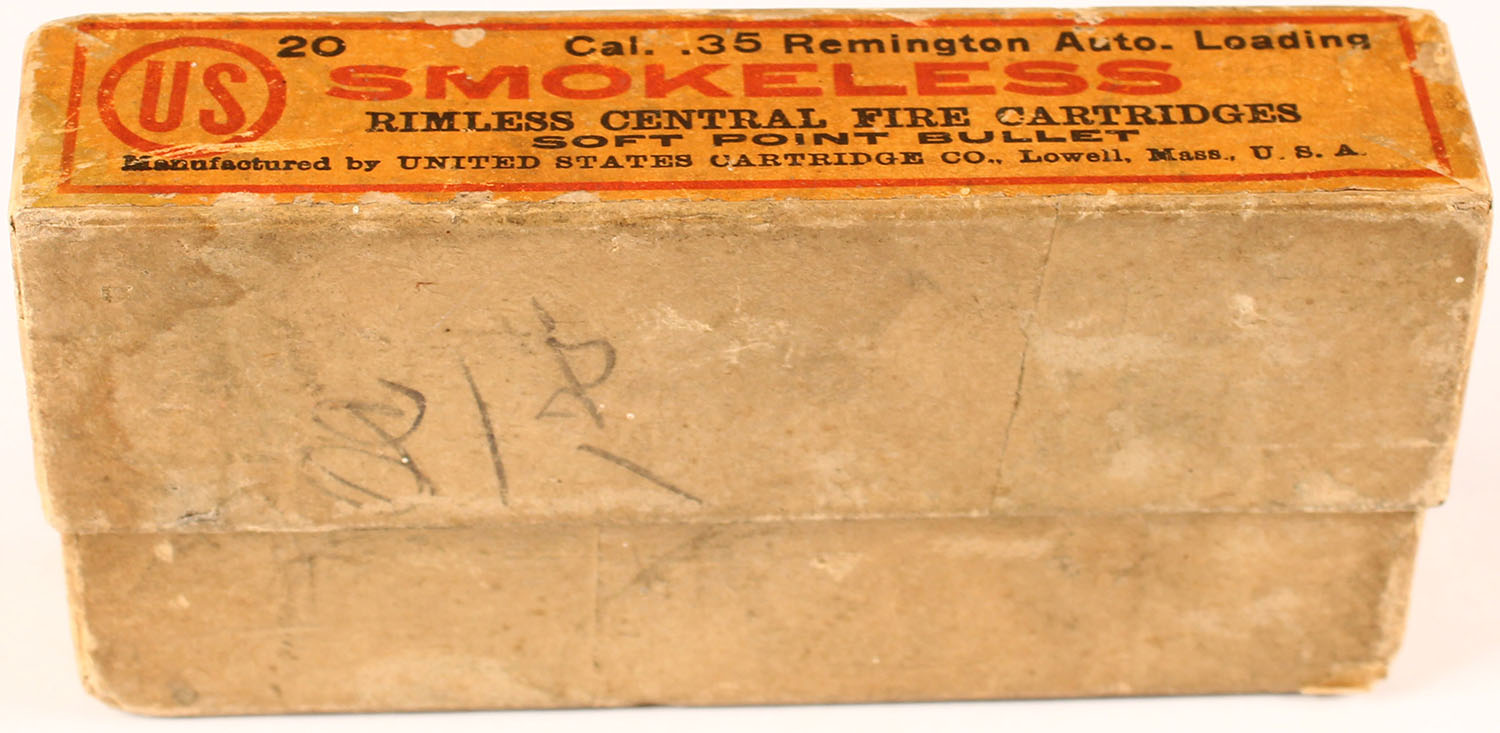 US
20 Cal. .35 Remington Auto. Loading
SMOKELESS
RIMLESS CENTRAL FIRE CARTRIDGES
SOFT POINT BULLET
Manufactured by UNITED STATES CARTRIDGE CO., Lowell, Mass., U. S. A.